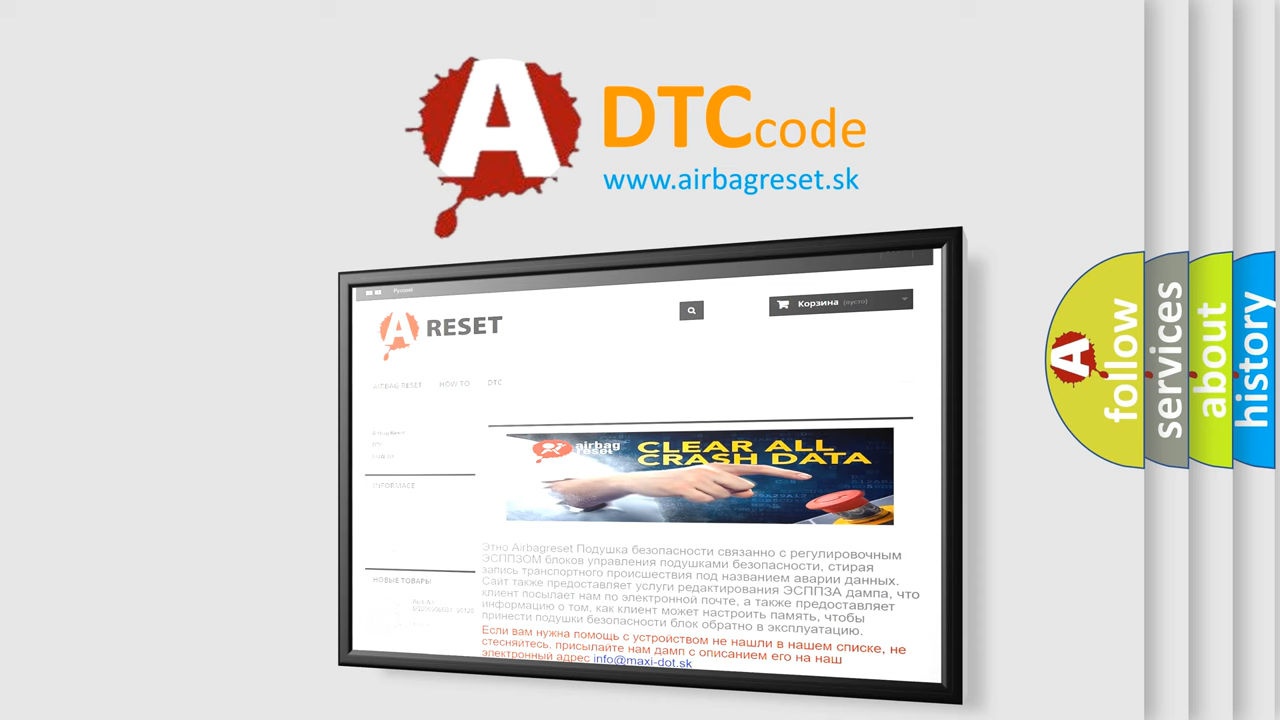 A
DTC code
www.airbagreset.sk
Русский
A RESET
Корзина (пусто)
AIRBAG RESET HOW TO DTC
airbag
reset
CLEAR ALL
CRASH DATA
INFORMACE
Этно Airbagreset Подушка безопасности связанно с регулировочным
ЭСППЗОМ блоков управления подушками безопасности, стирая
запись транспортного происшествия под названием аварии данных.
Сайт также предоставляет услуги редактирования ЭСППЗА дампа, что
клиент посылает нам по электронной почте, а также предоставляет
информацию о том, как клиент может настроить память, чтобы
принести подушки безопасности блок обратно в эксплуатацию.
НОВЫЕ ТОВАРЫ
Если вам нужна помощь с устройством не нашли в нашем списке, не
стесняйтесь, присылайте нам дамп с описанием его на наш
электронный адрес info@maxi-dot.sk
A
follow
services
about
history